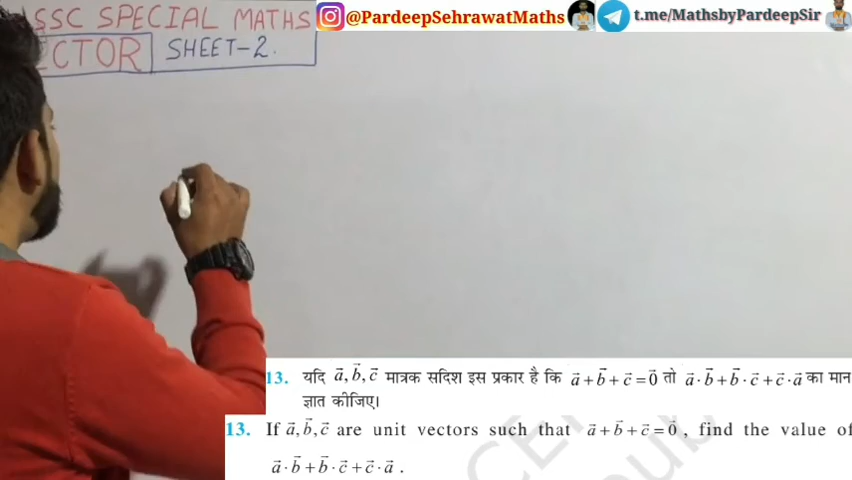 SSC SPECIAL MATHS
@PardeepSehrawatMaths
t.me/MathsbyPardeepSir
ECTOR SHEET-2.
13. यदि a⃗, b⃗, c⃗ मात्रक सदिश इस प्रकार है कि a⃗ + b⃗ + c⃗ = 0⃗ तो a⃗ · b⃗ + b⃗ · c⃗ + c⃗ · a⃗ का मान
ज्ञात कीजिए।
13. If a⃗, b⃗, c⃗ are unit vectors such that a⃗ + b⃗ + c⃗ = 0⃗, find the value of
a⃗ · b⃗ + b⃗ · c⃗ + c⃗ · a⃗.